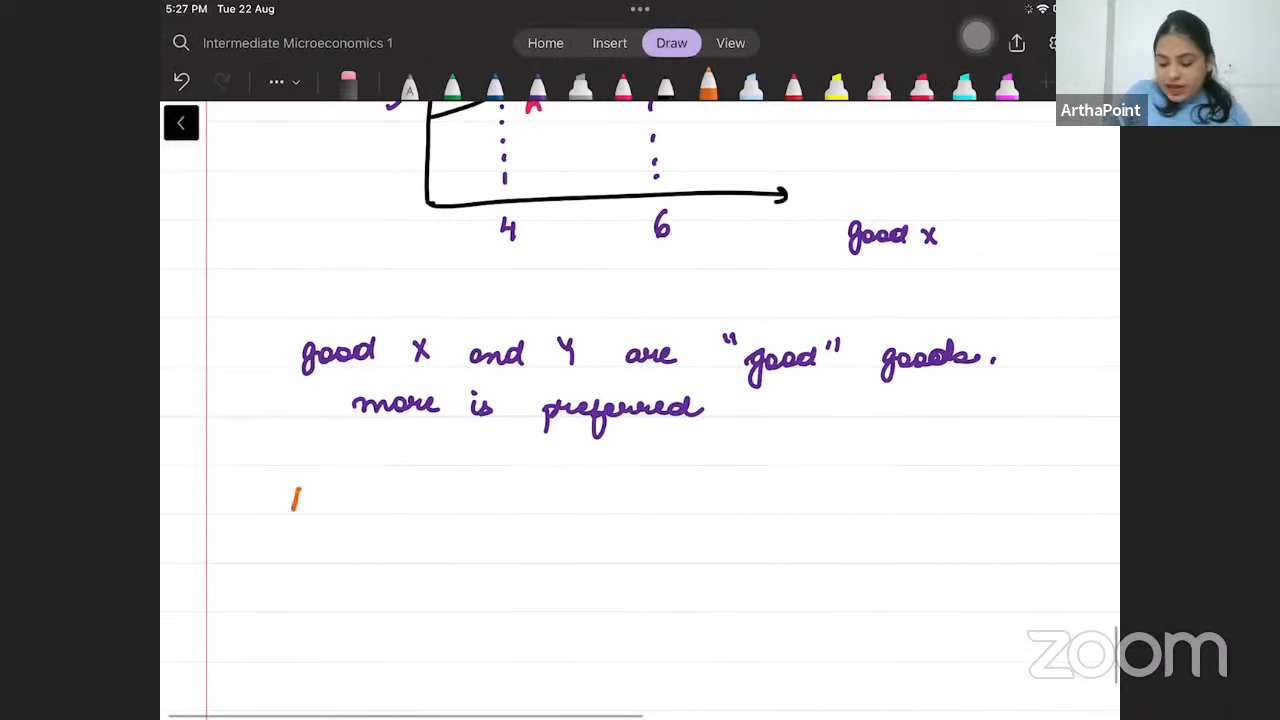 5:27 PM Tue 22 Aug
Intermediate Microeconomics 1
Home Insert Draw View
A
ArthaPoint
4 6
good x
good x and y are "good" goods.
more is preferred
zoom